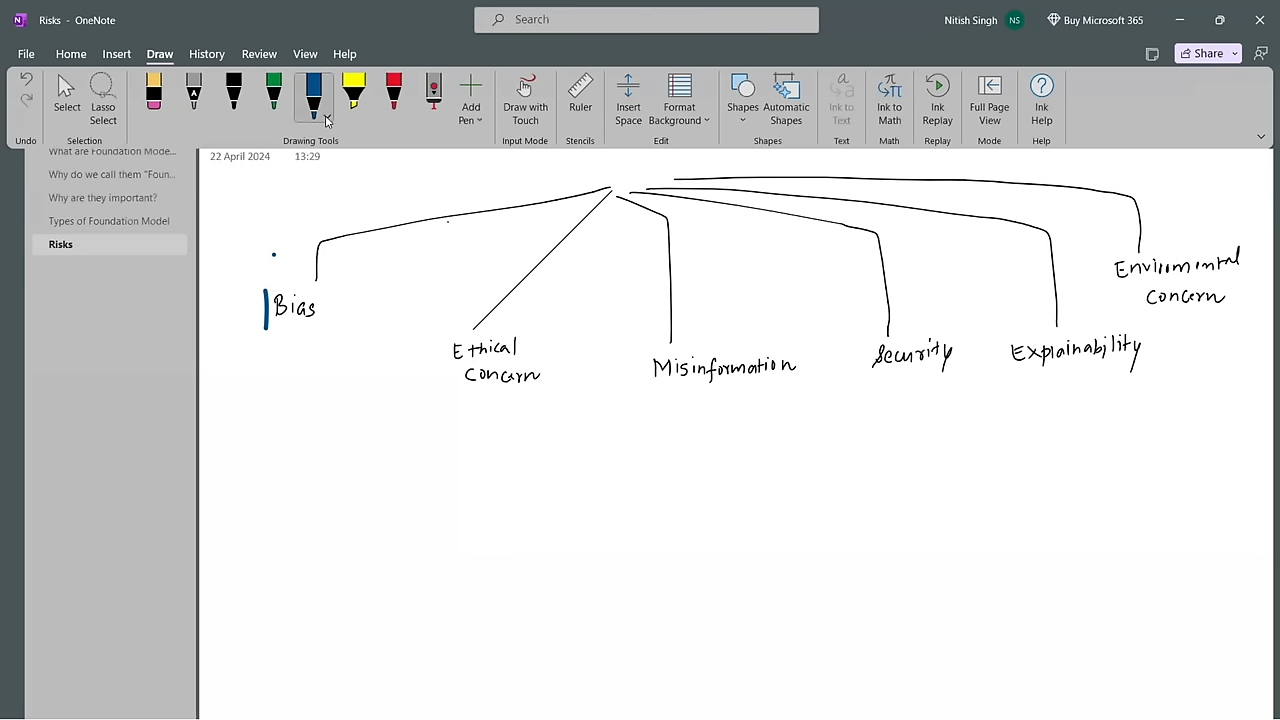 Risks - OneNote
Search
Nitish Singh
NS
Buy Microsoft 365
File
Home
Insert
Draw
History
Review
View
Help
Share
Select
Lasso Select
Add Pen
Draw with Touch
Ruler
Insert Space
Format Background
Shapes
Automatic Shapes
Ink to Text
Ink to Math
Ink Replay
Full Page View
Ink Help
Undo
Selection
Drawing Tools
Input Mode
Stencils
Edit
Shapes
Text
Math
Replay
Mode
Help
What are Foundation Mode...
Why do we call them “Foun...
Why are they important?
Types of Foundation Model
Risks
22 April 2024
13:29
Bias
Ethical
Concern
Misinformation
Security
Explainability
Enviromental
Concern